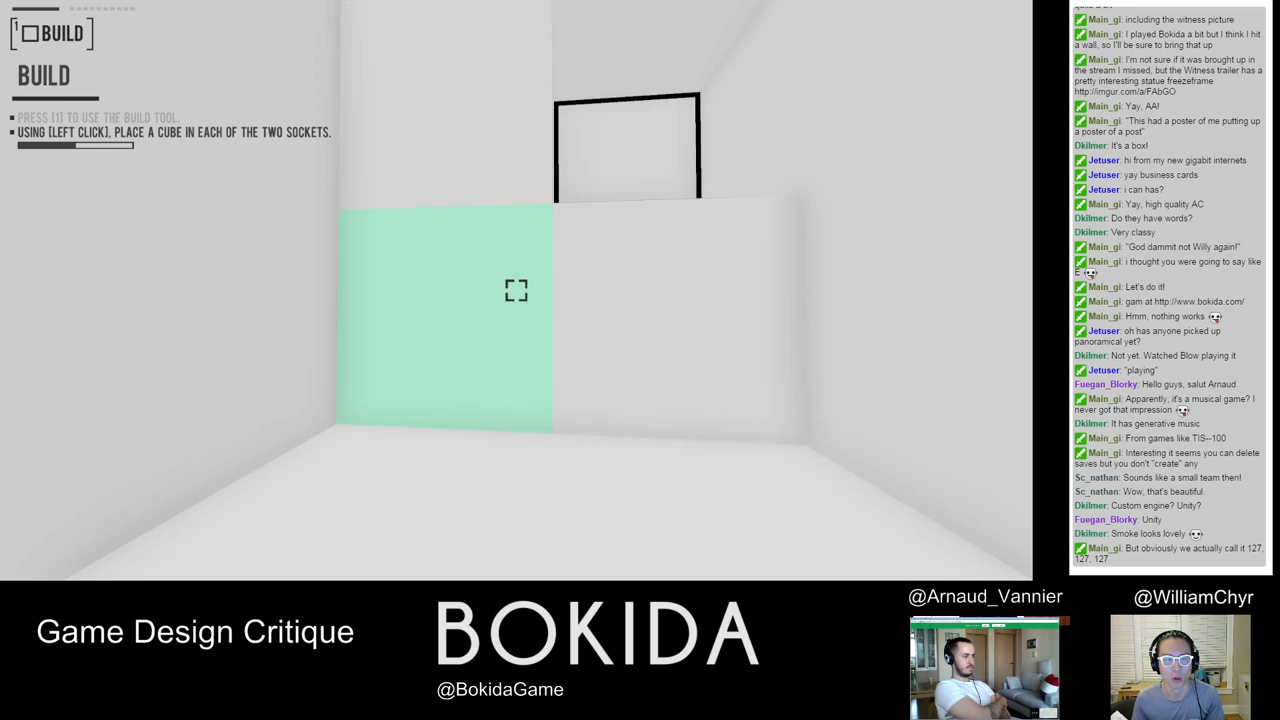 1 BUILD
BUILD
PRESS [1] TO USE THE BUILD TOOL.
USING [LEFT CLICK], PLACE A CUBE IN EACH OF THE TWO SOCKETS.
Main_gi: including the witness picture
Main_gi: I played Bokida a bit but I think I hit
a wall, so I'll be sure to bring that up
Main_gi: I'm not sure if it was brought up in
the stream I missed, but the Witness trailer has a
pretty interesting statue freezeframe
http://imgur.com/a/FAbGO
Main_gi: Yay, AA!
Main_gi: "This had a poster of me putting up
a poster of a post"
Dkilmer: It's a box!
Jetuser: hi from my new gigabit internets
Jetuser: yay business cards
Jetuser: i can has?
Main_gi: Yay, high quality AC
Dkilmer: Do they have words?
Dkilmer: Very classy
Main_gi: "God dammit not Willy again!"
Main_gi: i thought you were going to say like
E
Main_gi: Let's do it!
Main_gi: gam at http://www.bokida.com/
Main_gi: Hmm, nothing works
Jetuser: oh has anyone picked up
panoramical yet?
Dkilmer: Not yet. Watched Blow playing it
Jetuser: "playing"
Fuegan_Blorky: Hello guys, salut Arnaud
Main_gi: Apparently, it's a musical game? I
never got that impression
Dkilmer: It has generative music
Main_gi: From games like TIS--100
Main_gi: Interesting it seems you can delete
saves but you don't "create" any
Sc_nathan: Sounds like a small team then!
Sc_nathan: Wow, that's beautiful.
Dkilmer: Custom engine? Unity?
Fuegan_Blorky: Unity
Dkilmer: Smoke looks lovely
Main_gi: But obviously we actually call it 127,
127, 127
Game Design Critique
BOKIDA
@BokidaGame
@Arnaud_Vannier
@WilliamChyr